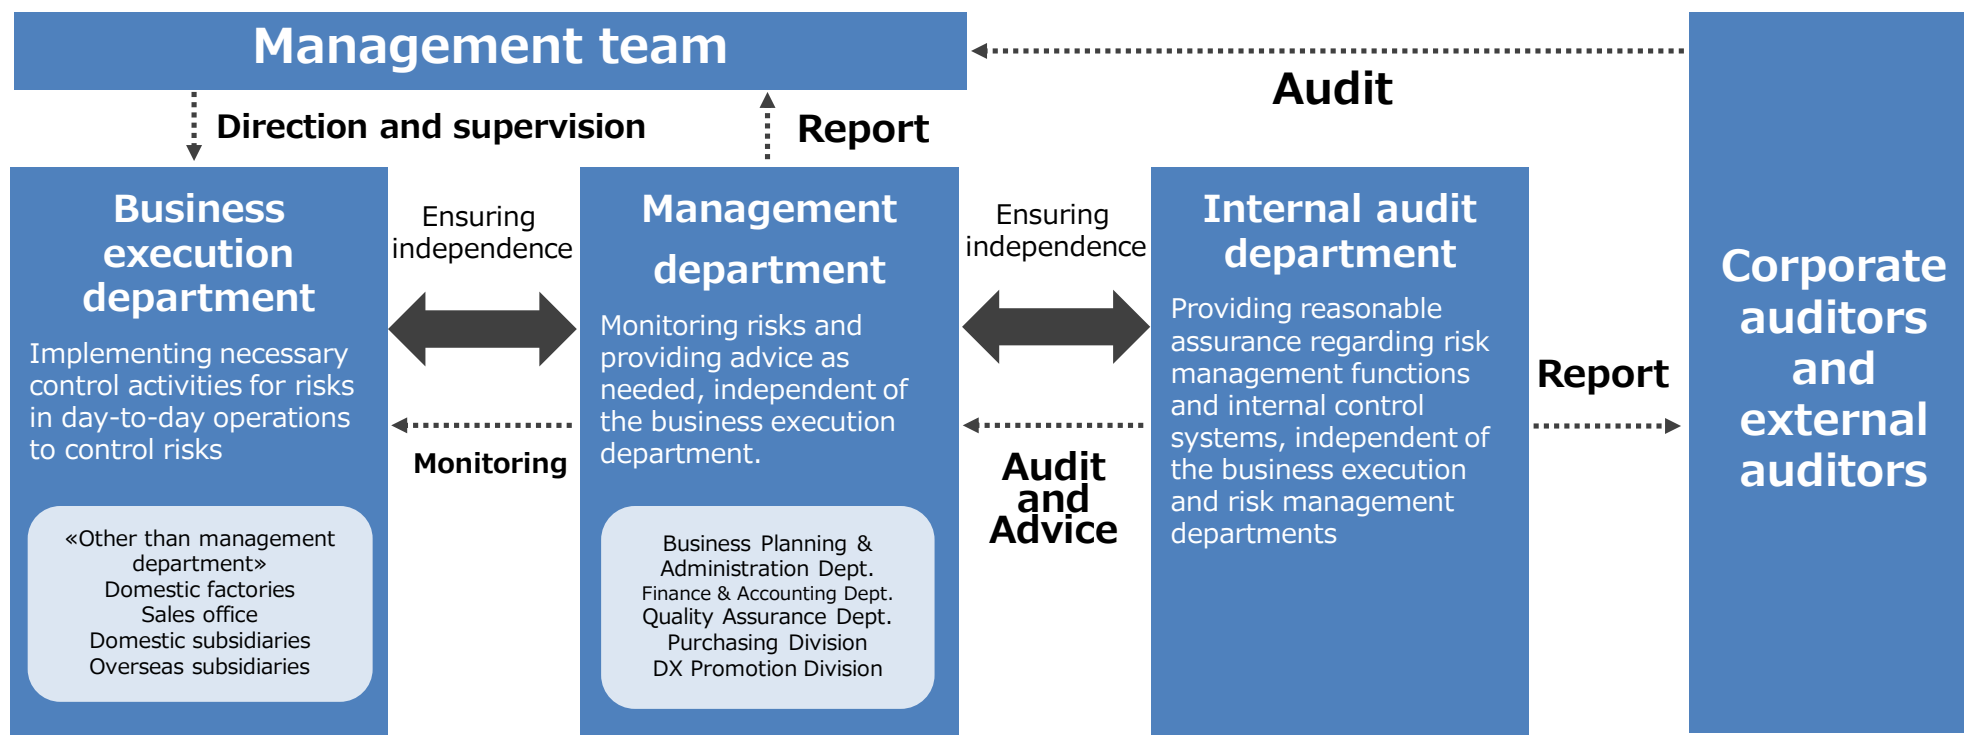 Management team
Audit
Direction and supervision
Report
Business
execution
department
Implementing necessary
control activities for risks
in day-to-day operations
to control risks
«Other than management
department»
Domestic factories
Sales office
Domestic subsidiaries
Overseas subsidiaries
Ensuring
independence
Monitoring
Management
department
Monitoring risks and
providing advice as
needed, independent of
the business execution
department.
Business Planning &
Administration Dept.
Finance & Accounting Dept.
Quality Assurance Dept.
Purchasing Division
DX Promotion Division
Ensuring
independence
Audit
and
Advice
Internal audit
department
Providing reasonable
assurance regarding risk
management functions
and internal control
systems, independent of
the business execution
and risk management
departments
Report
Corporate
auditors
and
external
auditors